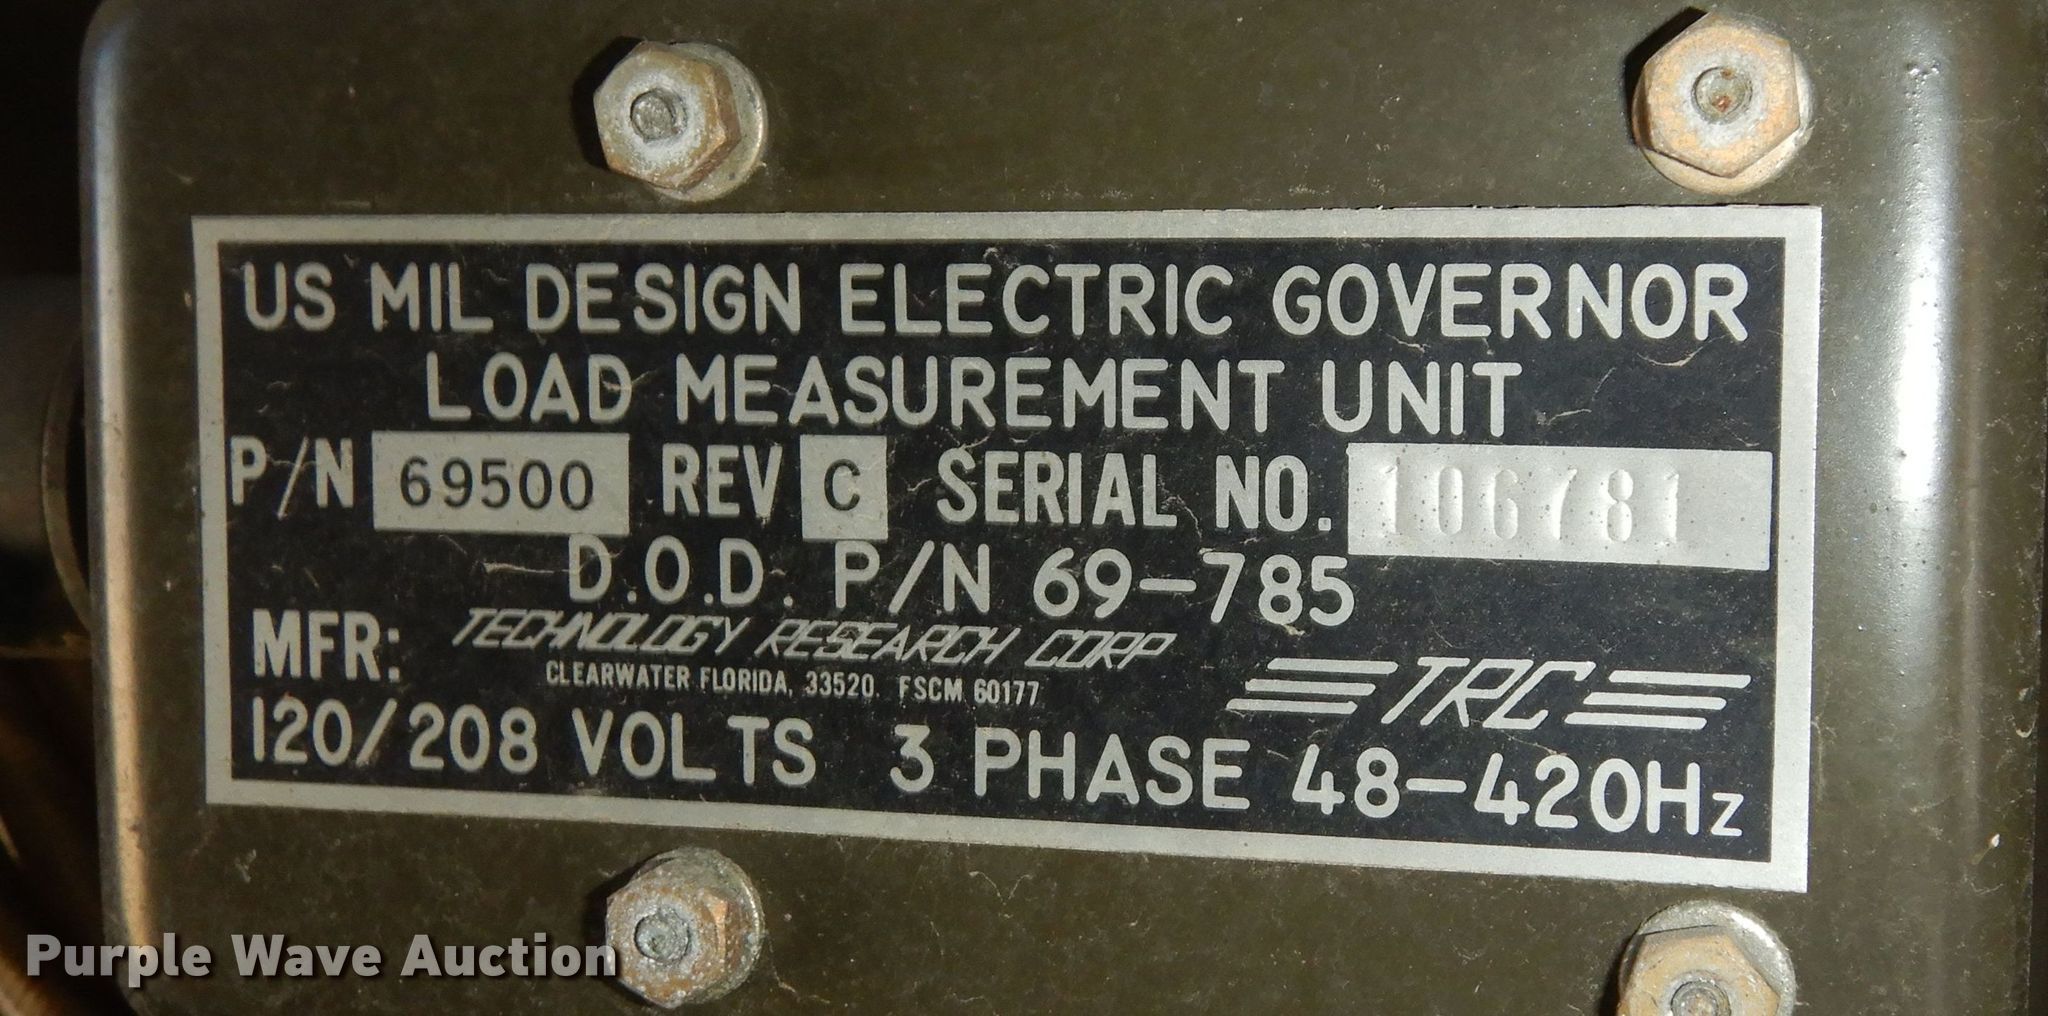 US MIL DESIGN ELECTRIC GOVERNOR
LOAD MEASUREMENT UNIT
P/N 69500 REV C SERIAL NO. 106781
D.O.D. P/N 69-785
MFR: TECHNOLOGY RESEARCH CORP
CLEARWATER FLORIDA, 33520. FSCM 60177
TRC
120/208 VOLTS 3 PHASE 48-420Hz
Purple Wave Auction